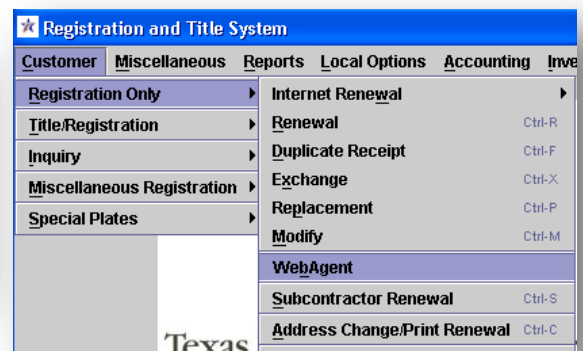 Registration and Title System
Customer Miscellaneous Reports Local Options Accounting Inve
Registration Only
Title/Registration
Inquiry
Miscellaneous Registration
Special Plates
Internet Renewal
Renewal Ctrl-R
Duplicate Receipt Ctrl-F
Exchange Ctrl-X
Replacement Ctrl-P
Modify Ctrl-M
WebAgent
Subcontractor Renewal Ctrl-S
Address Change/Print Renewal Ctrl-C
Texas